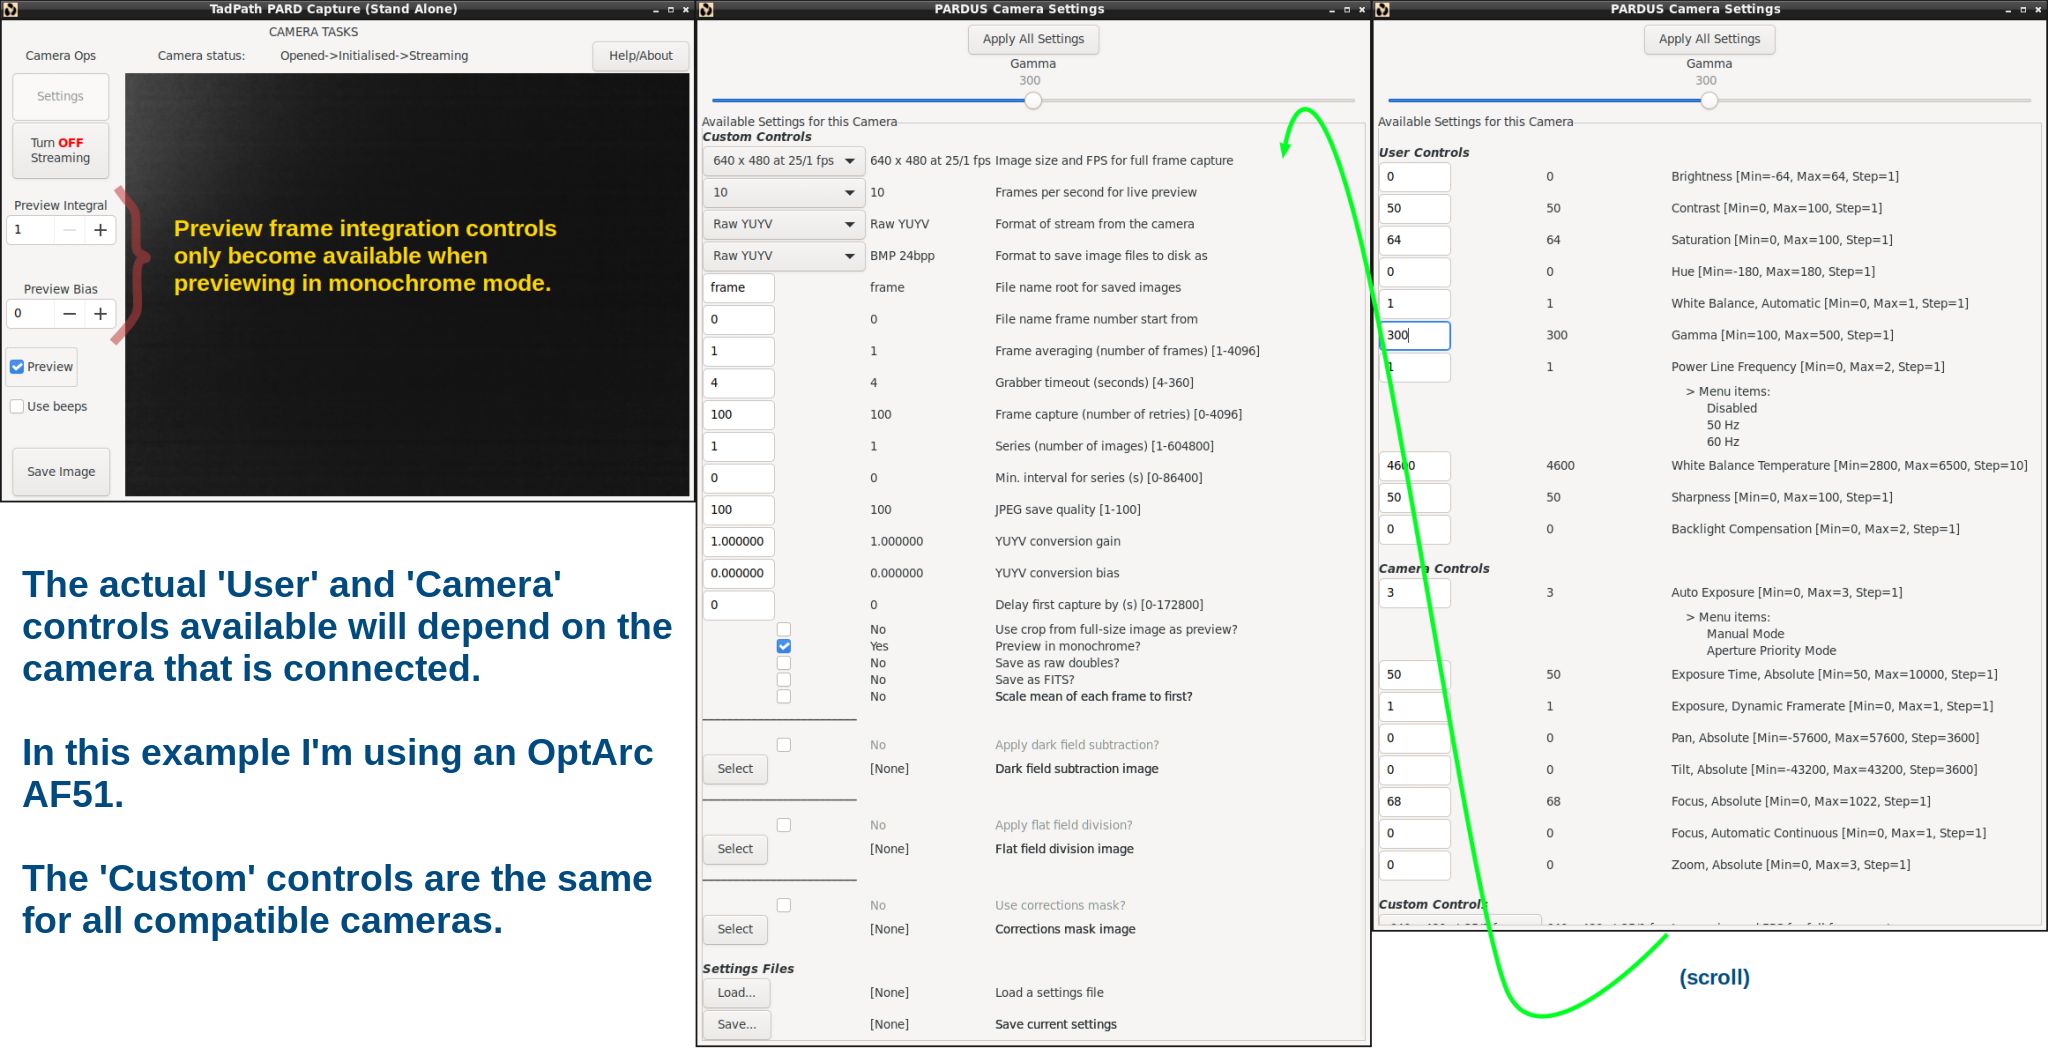 TadPath PARD Capture (Stand Alone)
CAMERA TASKS
Camera Ops
Camera status:
Opened->Initialised->Streaming
Help/About
Settings
Turn OFF
Streaming
Preview Integral
1
Preview Bias
0
Preview
Use beeps
Save Image
Preview frame integration controls
only become available when
previewing in monochrome mode.
The actual 'User' and 'Camera'
controls available will depend on the
camera that is connected.
In this example I'm using an OptArc
AF51.
The 'Custom' controls are the same
for all compatible cameras.
PARDUS Camera Settings
Apply All Settings
Gamma
300
Available Settings for this Camera
Custom Controls
640 x 480 at 25/1 fps 640 x 480 at 25/1 fps Image size and FPS for full frame capture
10 10 Frames per second for live preview
Raw YUYV Raw YUYV Format of stream from the camera
Raw YUYV BMP 24bpp Format to save image files to disk as
frame frame File name root for saved images
0 0 File name frame number start from
1 1 Frame averaging (number of frames) [1-4096]
4 4 Grabber timeout (seconds) [4-360]
100 100 Frame capture (number of retries) [0-4096]
1 1 Series (number of images) [1-604800]
0 0 Min. interval for series (s) [0-86400]
100 100 JPEG save quality [1-100]
1.000000 1.000000 YUYV conversion gain
0.000000 0.000000 YUYV conversion bias
0 0 Delay first capture by (s) [0-172800]
No Use crop from full-size image as preview?
Yes Preview in monochrome?
No Save as raw doubles?
No Save as FITS?
No Scale mean of each frame to first?
No Apply dark field subtraction?
Select [None] Dark field subtraction image
No Apply flat field division?
Select [None] Flat field division image
No Use corrections mask?
Select [None] Corrections mask image
Settings Files
Load... [None] Load a settings file
Save... [None] Save current settings
PARDUS Camera Settings
Apply All Settings
Gamma
300
Available Settings for this Camera
User Controls
0 0 Brightness [Min=-64, Max=64, Step=1]
50 50 Contrast [Min=0, Max=100, Step=1]
64 64 Saturation [Min=0, Max=100, Step=1]
0 0 Hue [Min=-180, Max=180, Step=1]
1 1 White Balance, Automatic [Min=0, Max=1, Step=1]
300 300 Gamma [Min=100, Max=500, Step=1]
1 1 Power Line Frequency [Min=0, Max=2, Step=1]
> Menu items:
Disabled
50 Hz
60 Hz
4600 4600 White Balance Temperature [Min=2800, Max=6500, Step=10]
50 50 Sharpness [Min=0, Max=100, Step=1]
0 0 Backlight Compensation [Min=0, Max=2, Step=1]
Camera Controls
3 3 Auto Exposure [Min=0, Max=3, Step=1]
> Menu items:
Manual Mode
Aperture Priority Mode
50 50 Exposure Time, Absolute [Min=50, Max=10000, Step=1]
1 1 Exposure, Dynamic Framerate [Min=0, Max=1, Step=1]
0 0 Pan, Absolute [Min=-57600, Max=57600, Step=3600]
0 0 Tilt, Absolute [Min=-43200, Max=43200, Step=3600]
68 68 Focus, Absolute [Min=0, Max=1022, Step=1]
0 0 Focus, Automatic Continuous [Min=0, Max=1, Step=1]
0 0 Zoom, Absolute [Min=0, Max=3, Step=1]
Custom Controls
(scroll)